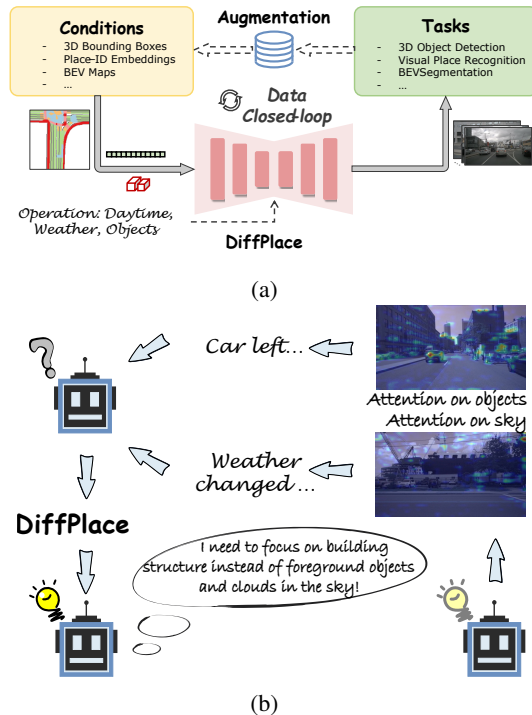 Conditions
- 3D Bounding Boxes
- Place-ID Embeddings
- BEV Maps
- ...
Augmentation
Tasks
- 3D Object Detection
- Visual Place Recognition
- BEVSegmentation
- ...
Data
Closed-loop
Operation: Daytime,
Weather, Objects
DiffPlace
(a)
?
Car left...
Attention on objects
Attention on sky
Weather
changed ...
DiffPlace
I need to focus on building
structure instead of foreground objects
and clouds in the sky!
(b)